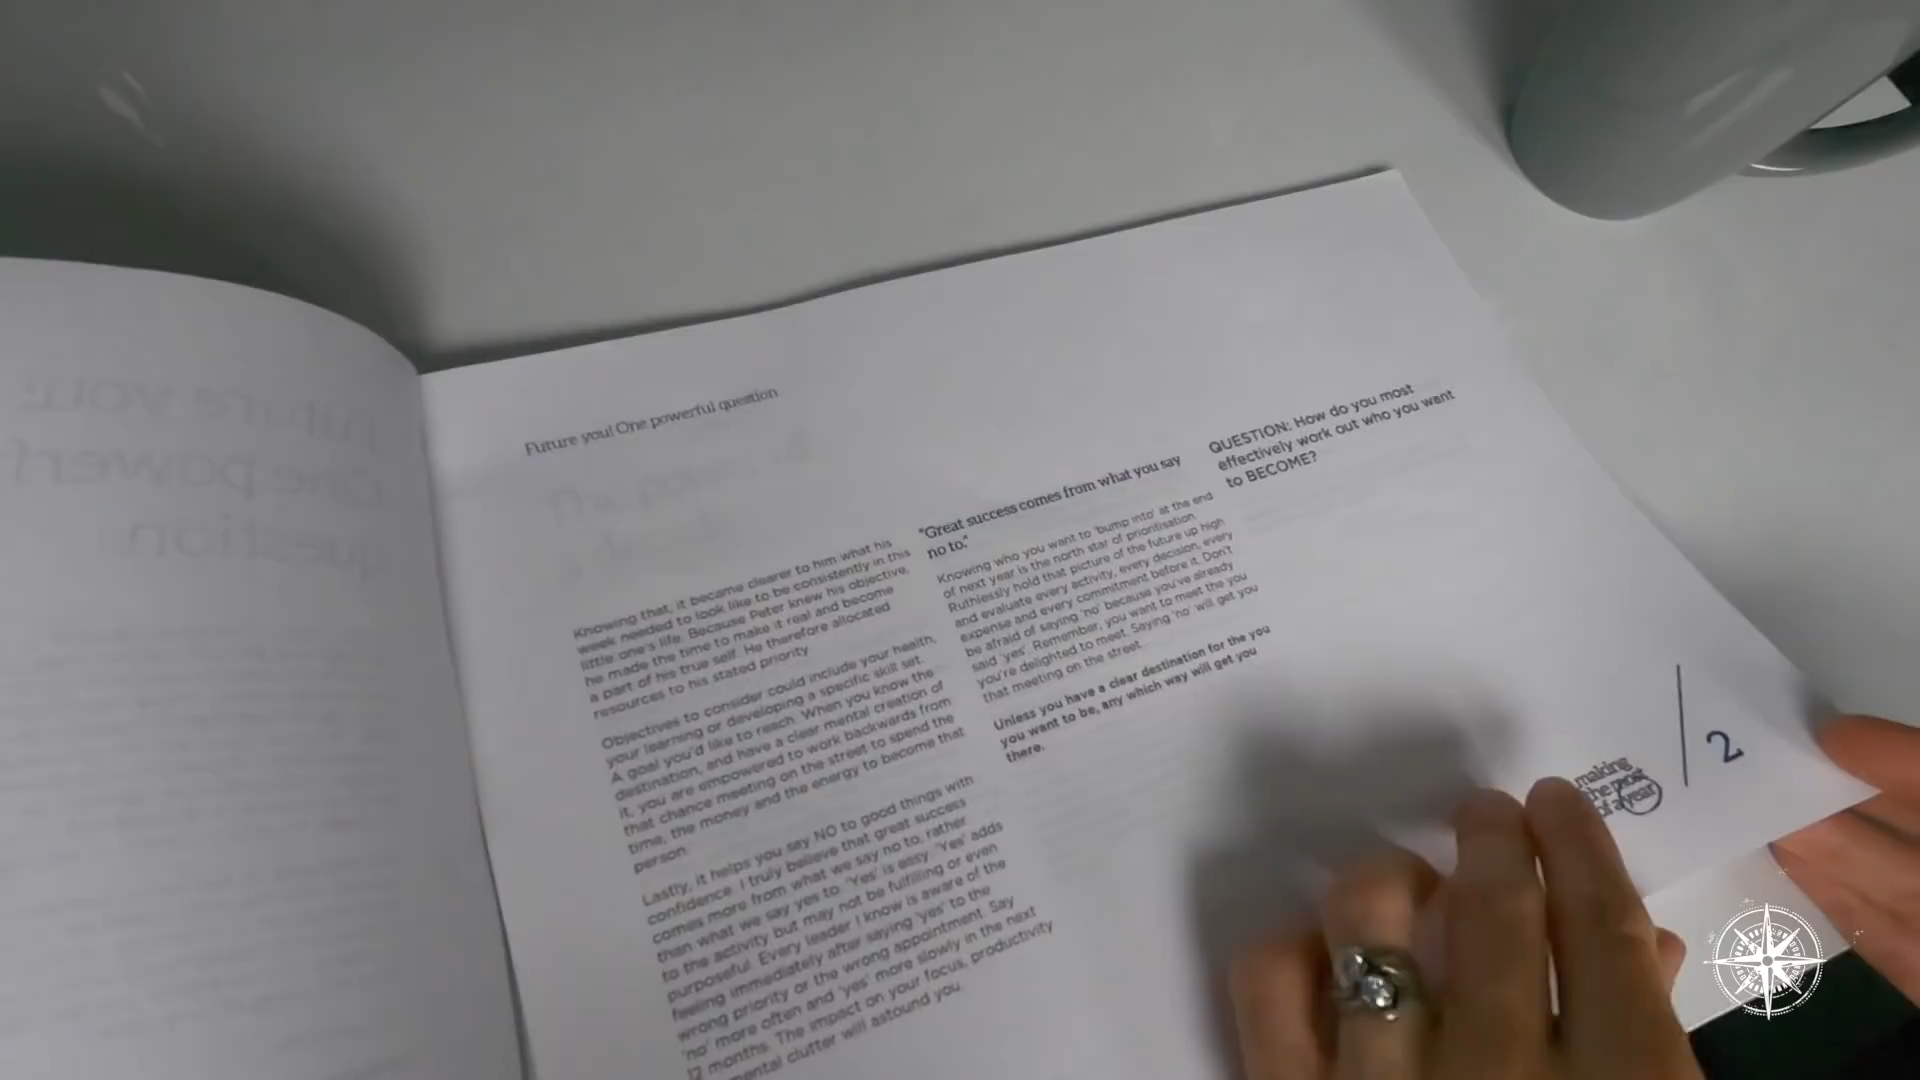 Future you! One powerful question
Knowing that, it became clearer to him what his
week needed to look like to be consistently in this
little one's life. Because Peter knew his objective,
he made the time to make it real and become
a part of his true self. He therefore allocated
resources to his stated priority.
Objectives to consider could include your health,
your learning or developing a specific skill set.
A goal you'd like to reach. When you know the
destination, and have a clear mental creation of
it, you are empowered to work backwards from
that chance meeting on the street to spend the
time, the money and the energy to become that
person.
Lastly, it helps you say NO to good things with
confidence. I truly believe that great success
comes more from what we say no to, rather
than what we say yes to. 'Yes' is easy. 'Yes' adds
to the activity but may not be fulfilling or even
purposeful. Every leader I know is aware of the
feeling immediately after saying 'yes' to the
wrong priority or the wrong appointment. Say
'no' more often and 'yes' more slowly in the next
12 months. The impact on your focus, productivity
mental clutter will astound you.
"Great success comes from what you say
no to."
Knowing who you want to 'bump into' at the end
of next year is the north star of prioritisation.
Ruthlessly hold that picture of the future up high
and evaluate every activity, every decision, every
expense and every commitment before it. Don't
be afraid of saying 'no' because you've already
said 'yes'. Remember, you want to meet the you
you're delighted to meet. Saying 'no' will get you
that meeting on the street.
Unless you have a clear destination for the you
you want to be, any which way will get you
there.
QUESTION: How do you most
effectively work out who you want
to BECOME?
making
the most
of a year
2
Future you!
One powerf
question